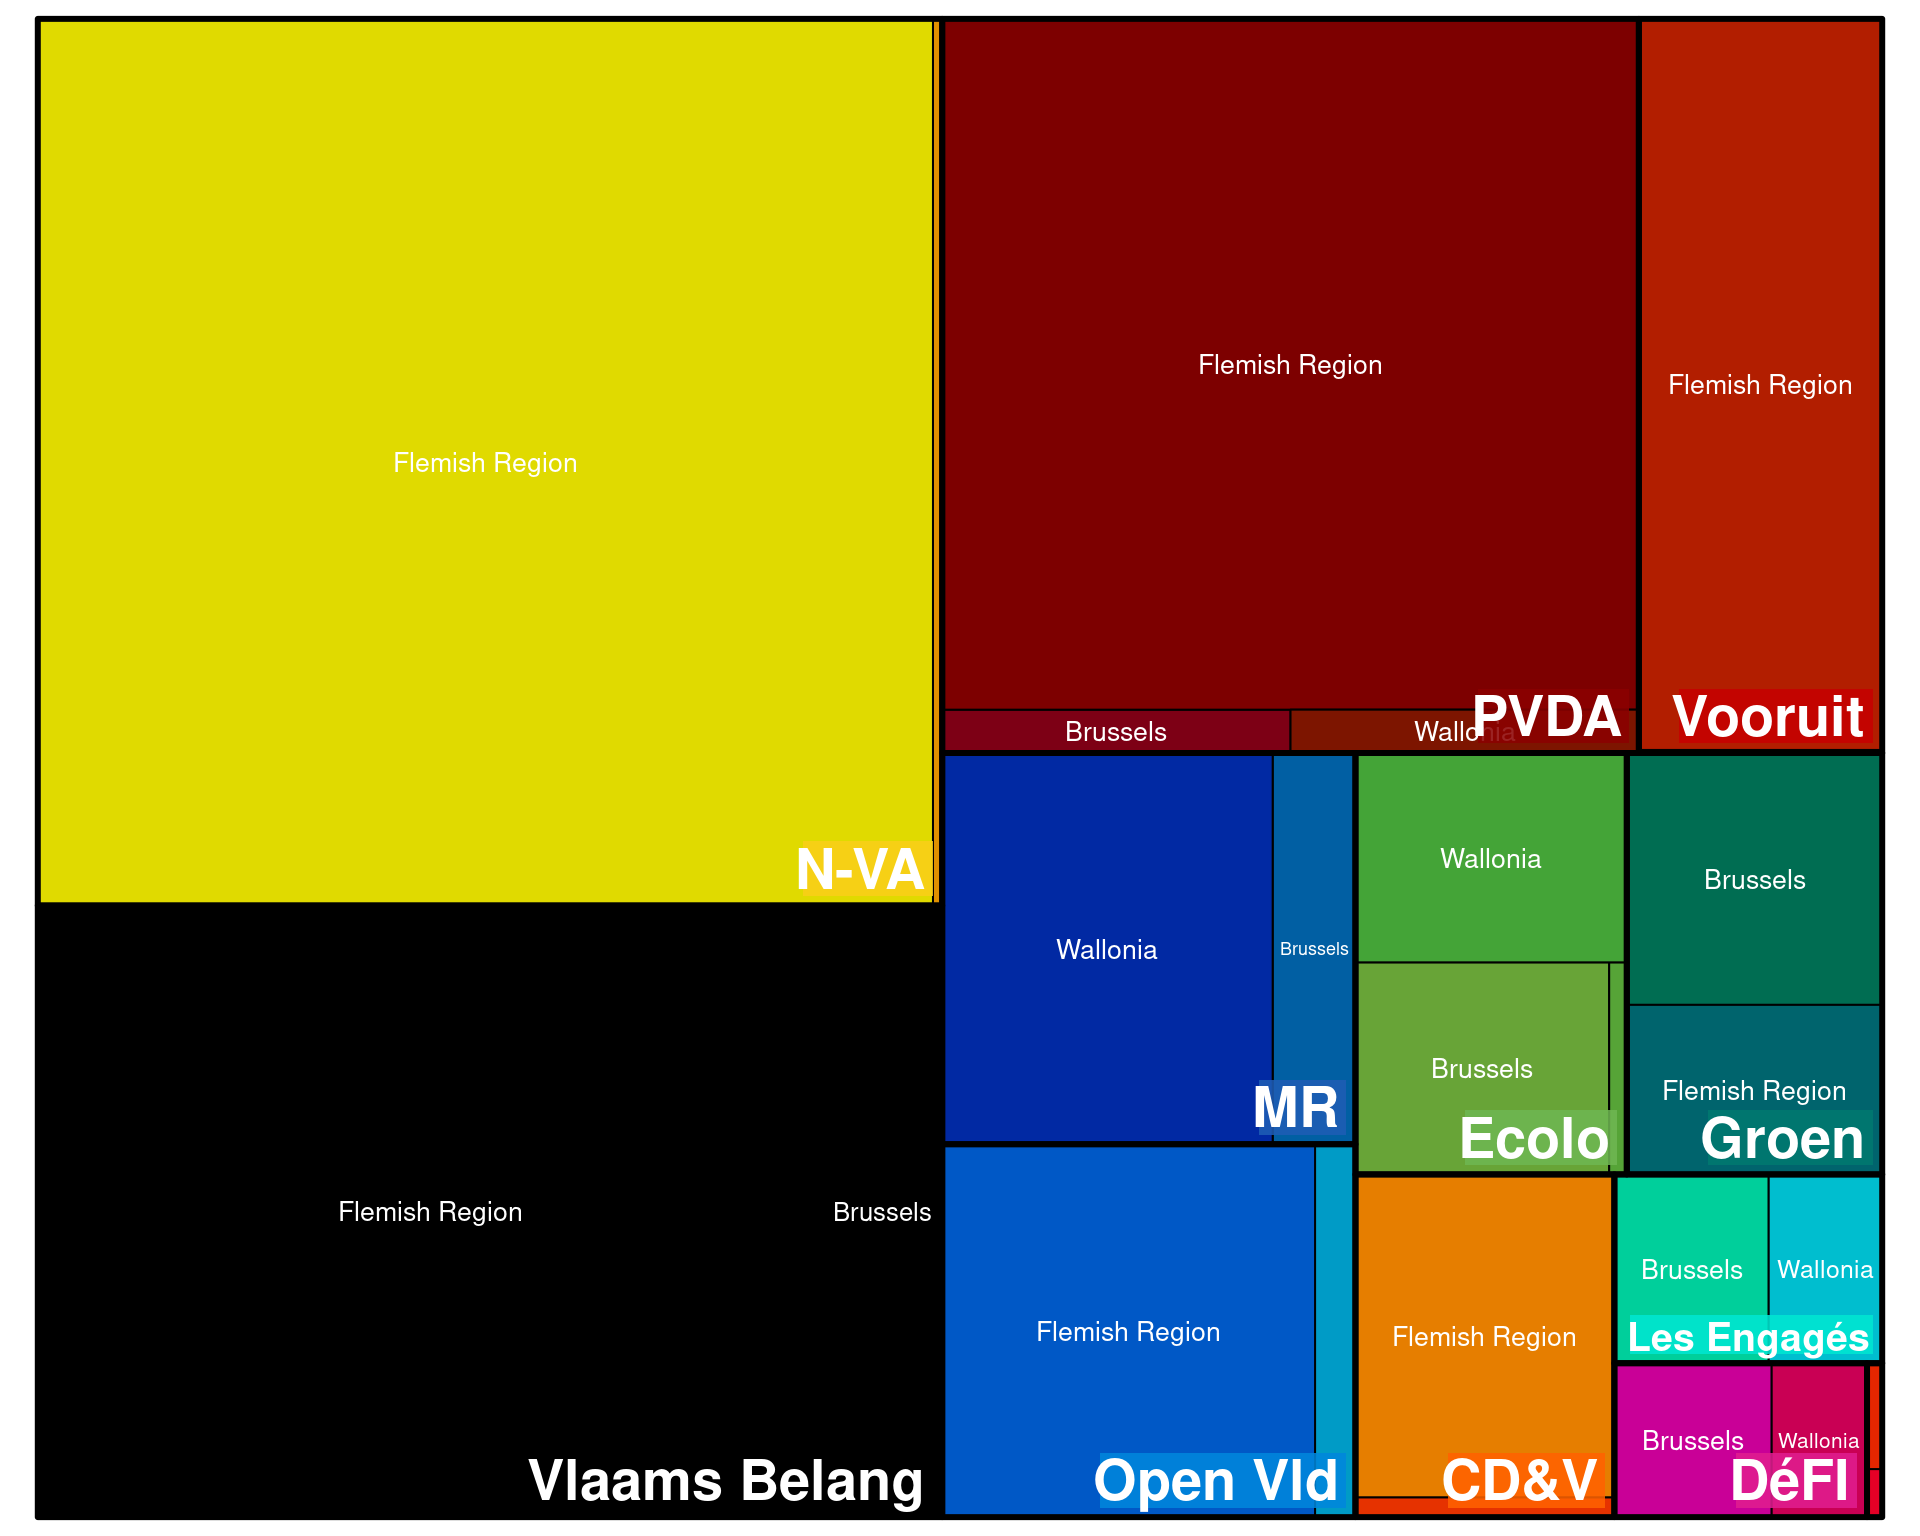 Flemish Region
N-VA
Flemish Region
Brussels
Vlaams Belang
Flemish Region
Brussels
Wallonia
PVDA
Flemish Region
Vooruit
Wallonia
Brussels
MR
Flemish Region
Open Vld
Wallonia
Brussels
Ecolo
Brussels
Flemish Region
Groen
Flemish Region
CD&V
Brussels
Wallonia
Les Engagés
Brussels
Wallonia
DéFI